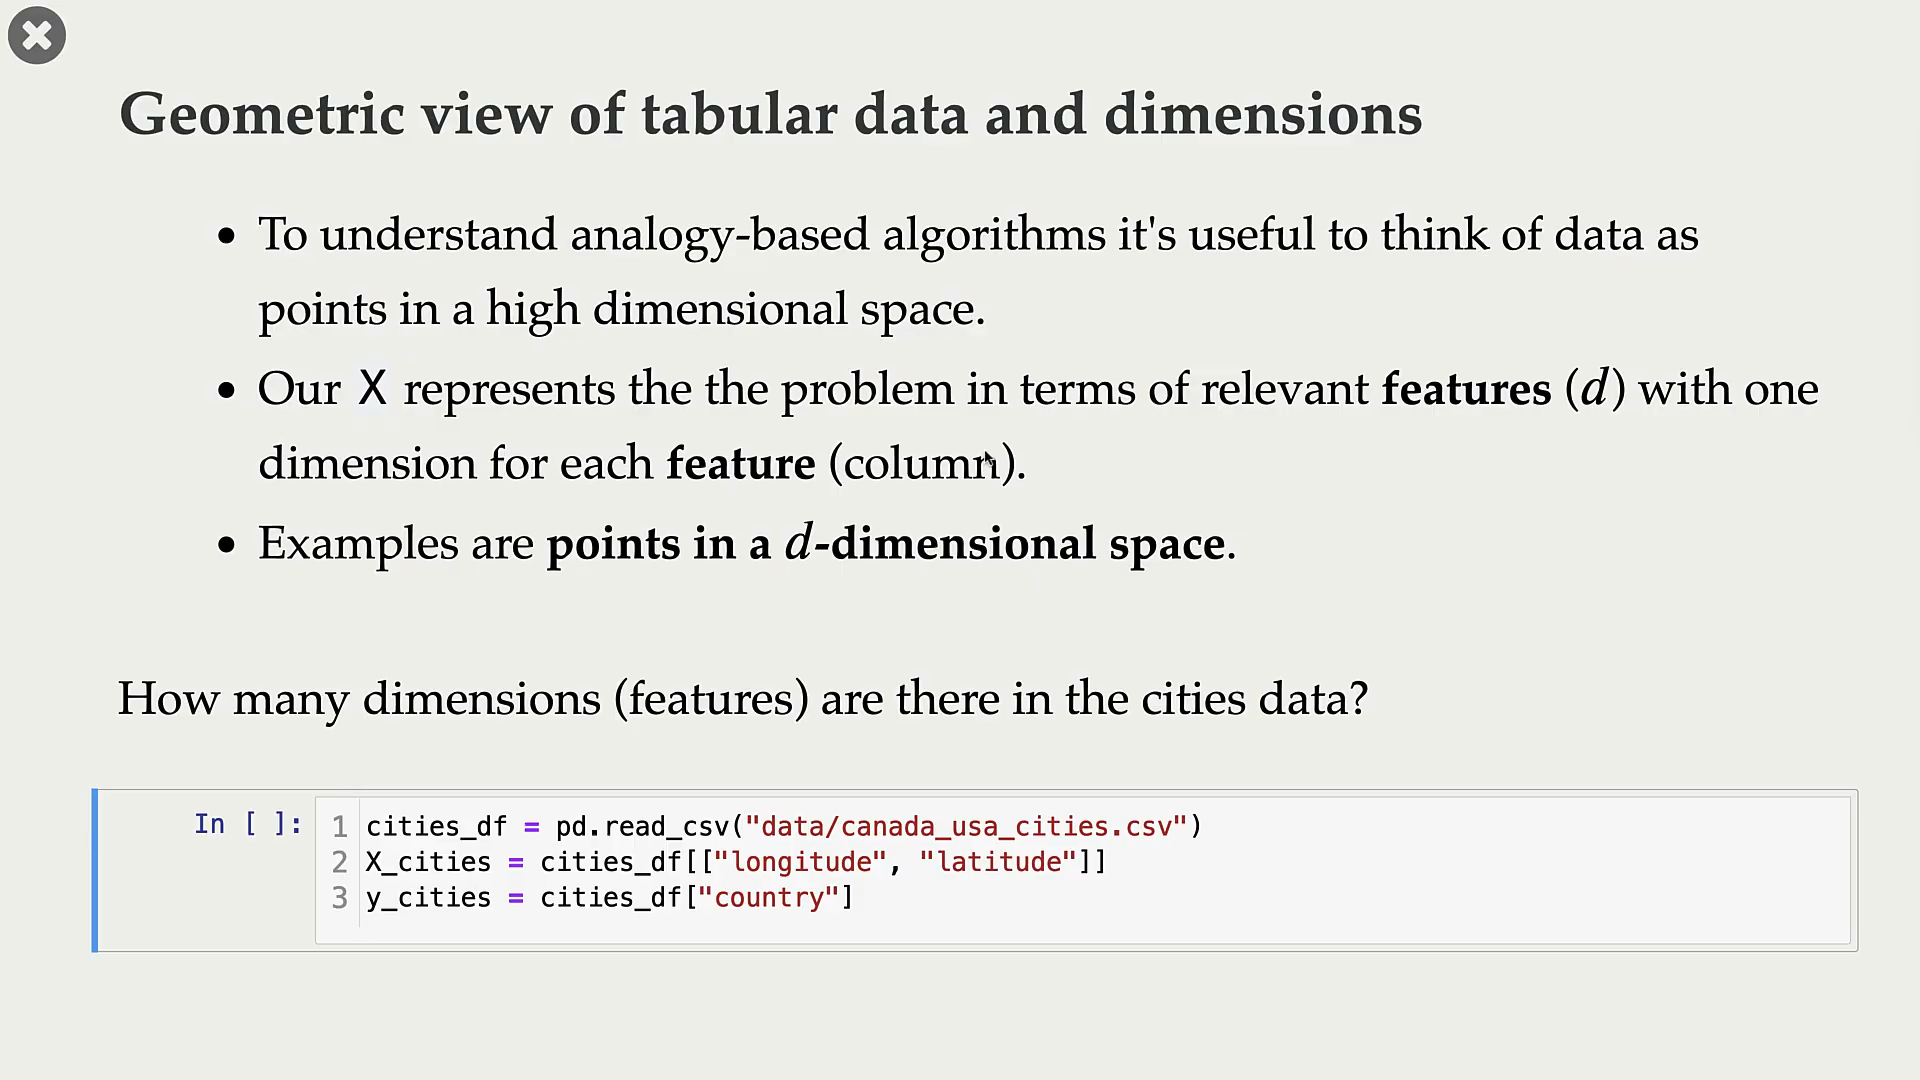 Geometric view of tabular data and dimensions
• To understand analogy-based algorithms it's useful to think of data as
points in a high dimensional space.
• Our X represents the the problem in terms of relevant features (d) with one
dimension for each feature (column).
• Examples are points in a d-dimensional space.
How many dimensions (features) are there in the cities data?
In [ ]:
1 cities_df = pd.read_csv("data/canada_usa_cities.csv")
2 X_cities = cities_df[["longitude", "latitude"]]
3 y_cities = cities_df["country"]